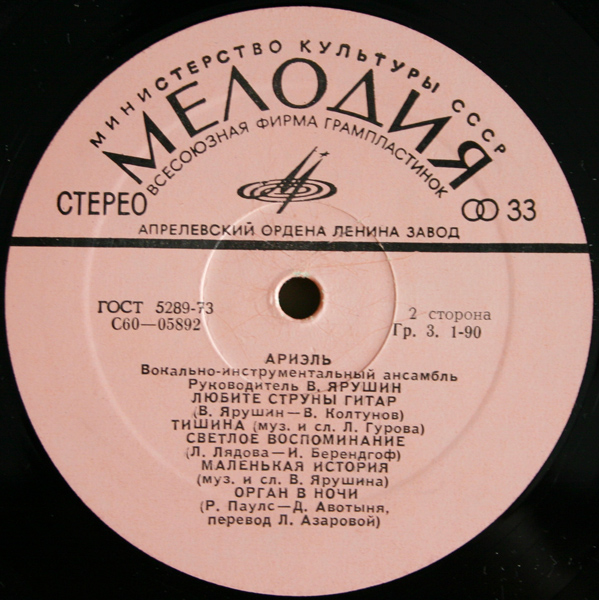 МИНИСТЕРСТВО КУЛЬТУРЫ СССР
МЕЛОДИЯ
ВСЕСОЮЗНАЯ ФИРМА ГРАМПЛАСТИНОК
СТЕРЕО
33
АПРЕЛЕВСКИЙ ОРДЕНА ЛЕНИНА ЗАВОД
ГОСТ 5289-73
С60—05892
2 сторона
Гр. 3. 1-90
АРИЭЛЬ
Вокально-инструментальный ансамбль
Руководитель В. ЯРУШИН
ЛЮБИТЕ СТРУНЫ ГИТАР
(В. Ярушин—В. Колтунов)
ТИШИНА (муз. и сл. Л. Гурова)
СВЕТЛОЕ ВОСПОМИНАНИЕ
(Л. Лядова—И. Берендгоф)
МАЛЕНЬКАЯ ИСТОРИЯ
(муз. и сл. В. Ярушина)
ОРГАН В НОЧИ
(Р. Паулс—Д. Авотыня,
перевод Л. Азаровой)